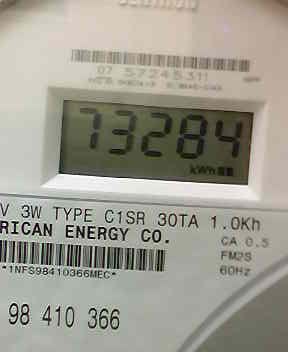 07 57245311
73284
kWh
V 3W TYPE C1SR 30TA 1.0Kh
RICAN ENERGY CO.
CA 0.5
FM2S
60Hz
*1NFS98410366MEC*
98 410 366